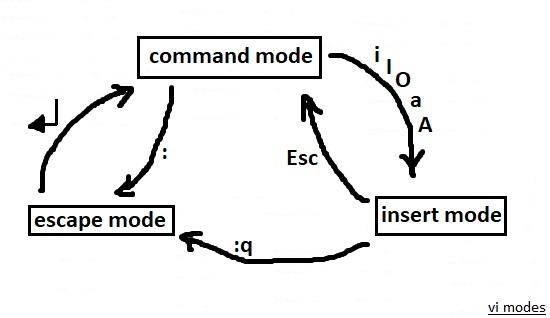 command mode
i
I
O
a
A
:
Esc
escape mode
insert mode
:q
vi modes